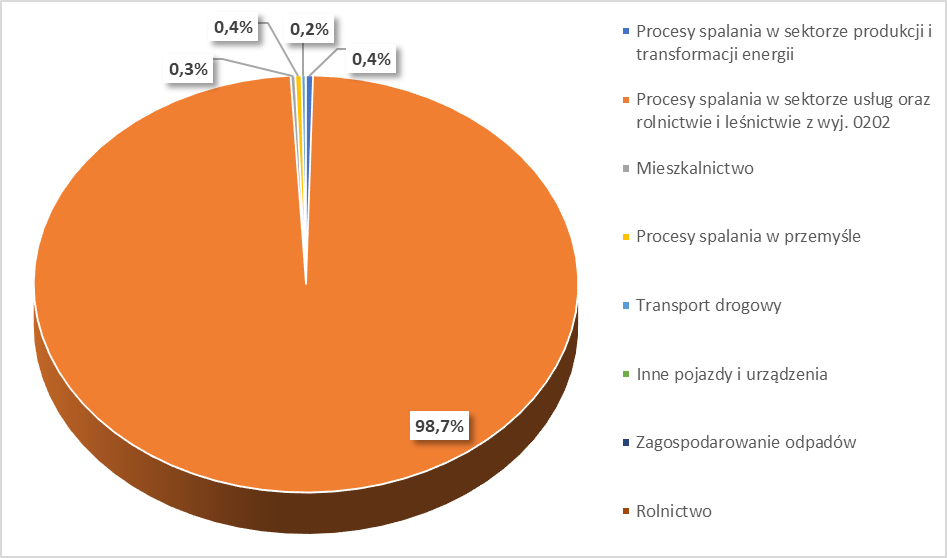 0,4%
0,2%
0,3%
0,4%
98,7%
Procesy spalania w sektorze produkcji i
transformacji energii
Procesy spalania w sektorze usług oraz
rolnictwie i leśnictwie z wyj. 0202
Mieszkalnictwo
Procesy spalania w przemyśle
Transport drogowy
Inne pojazdy i urządzenia
Zagospodarowanie odpadów
Rolnictwo